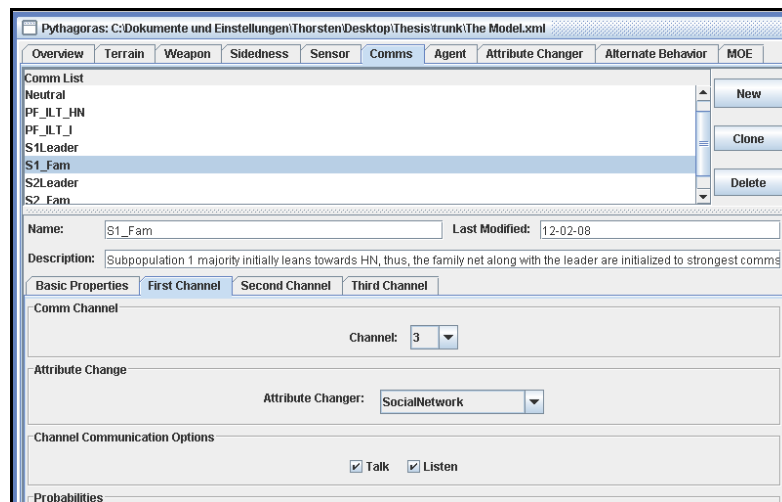 Pythagoras: C:\Dokumente und Einstellungen\Thorsten\Desktop\Thesis\trunk\The Model.xml
Overview Terrain Weapon Sidedness Sensor Comms Agent Attribute Changer Alternate Behavior MOE
Comm List
Neutral
New
PF_ILT_HN
PF_ILT_I
Clone
S1Leader
S1_Fam
S2Leader
Delete
S2_Fam
Name: S1_Fam Last Modified: 12-02-08
Description: Subpopulation 1 majority initially leans towards HN, thus, the family net along with the leader are initialized to strongest comms
Basic Properties First Channel Second Channel Third Channel
Comm Channel
Channel: 3
Attribute Change
Attribute Changer: SocialNetwork
Channel Communication Options
Talk Listen
Probabilities